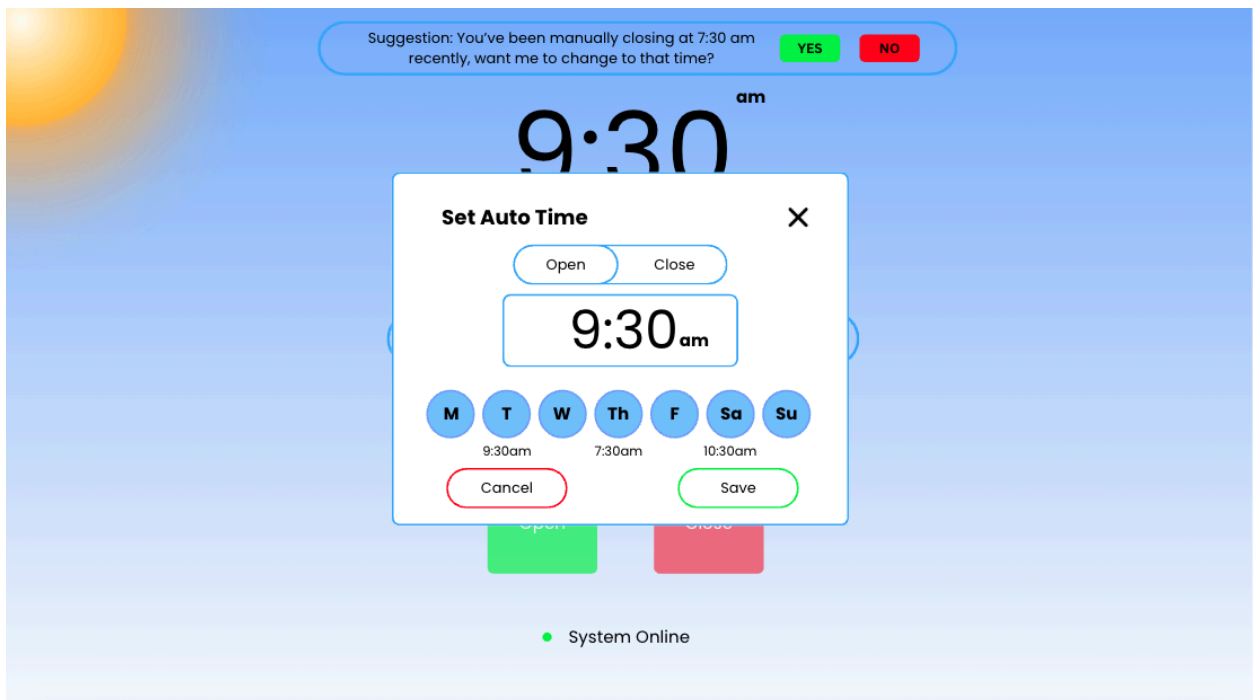 Suggestion: You’ve been manually closing at 7:30 am
recently, want me to change to that time?
YES
NO
am
9:30
Set Auto Time
Open
Close
9:30am
M
T
W
Th
F
Sa
Su
9:30am
7:30am
10:30am
Cancel
Save
Open
Close
System Online